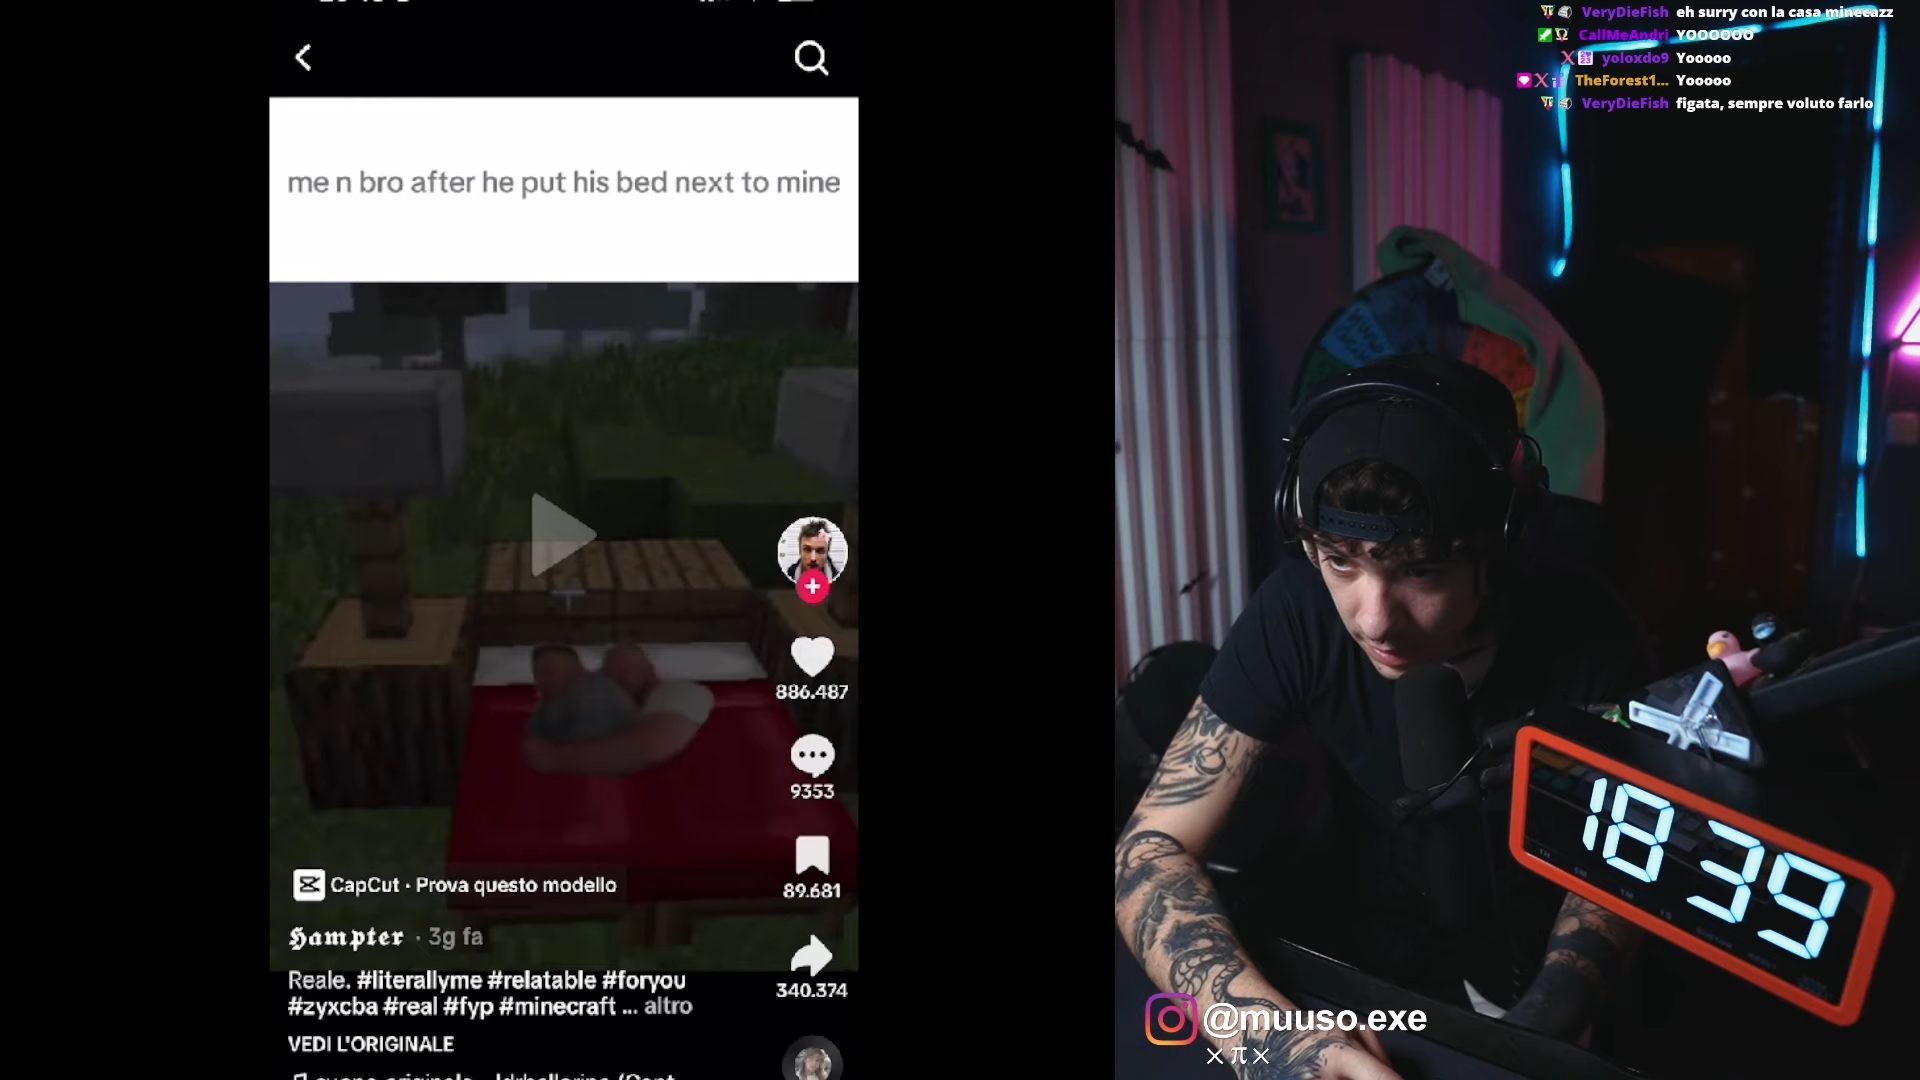 me n bro after he put his bed next to mine
886.487
9353
89.681
340.374
CapCut · Prova questo modello
Hampter · 3g fa
Reale. #literallyme #relatable #foryou
#zyxcba #real #fyp #minecraft ... altro
VEDI L'ORIGINALE
VeryDieFish eh surry con la casa minecazz
CallMeAndri YOOOOOO
yoloxdo9 Yooooo
TheForest1... Yooooo
VeryDieFish figata, sempre voluto farlo
18 39
@muuso.exe
×π×